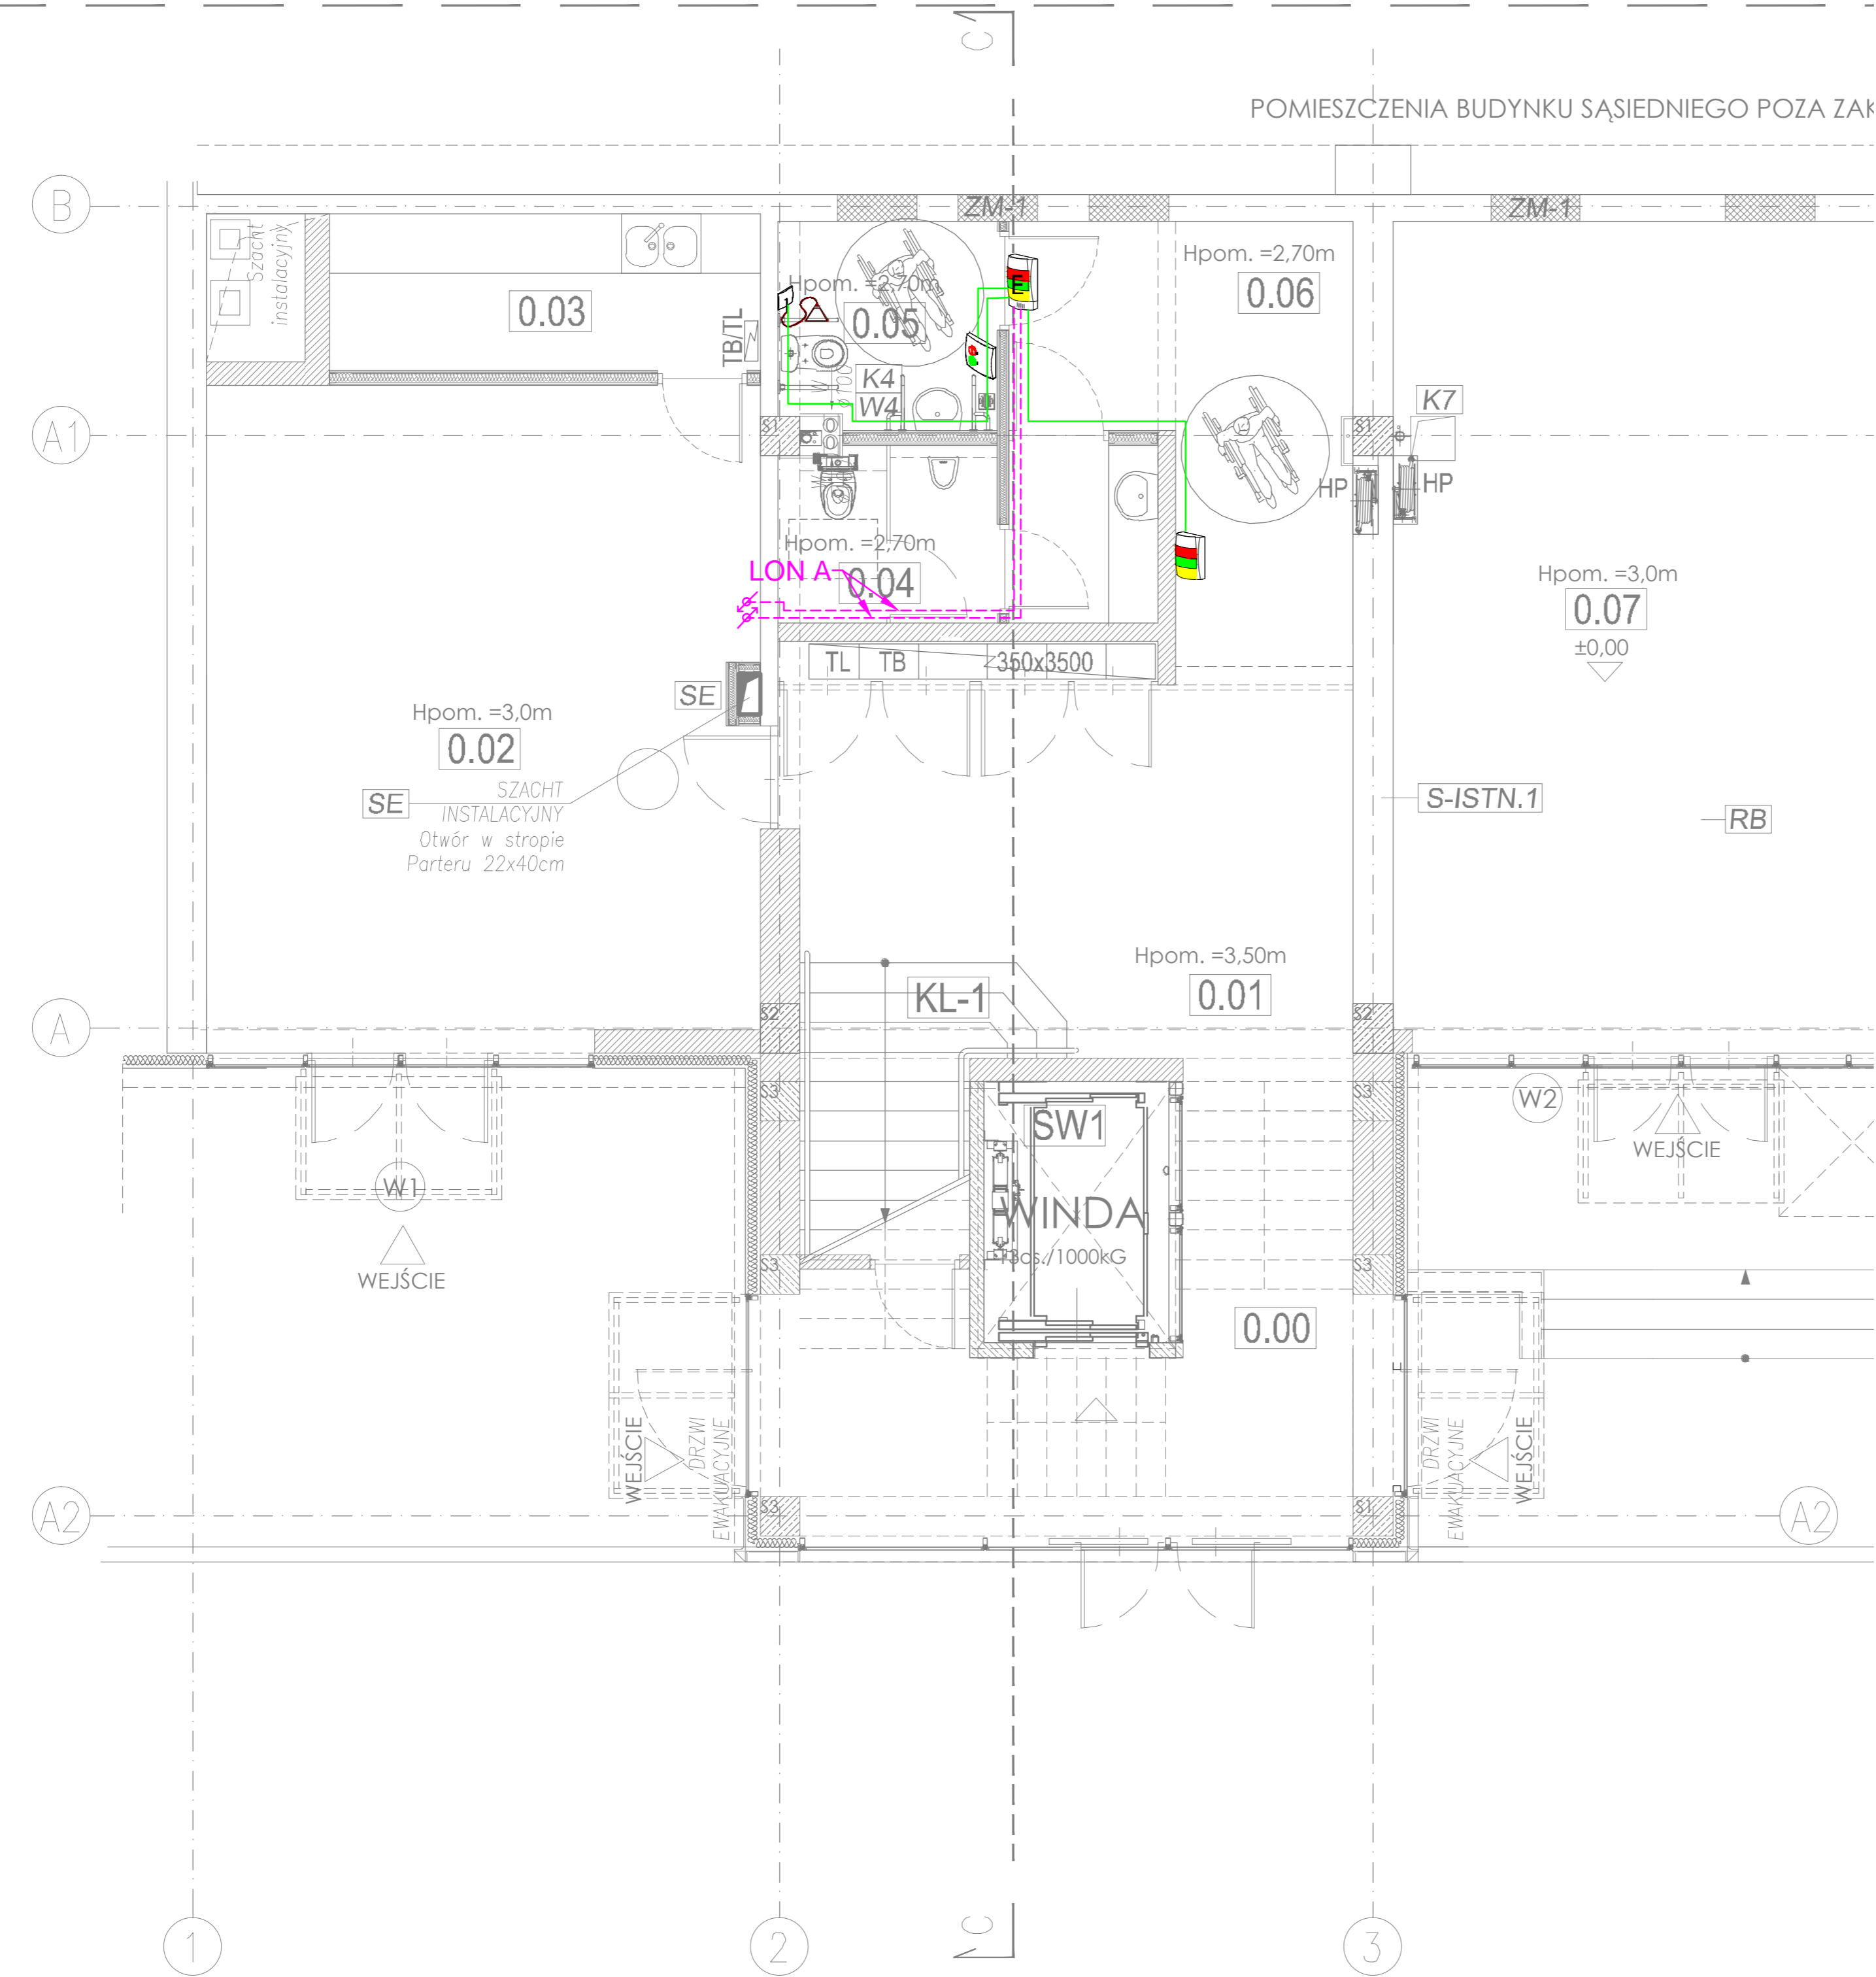 C
POMIESZCZENIA BUDYNKU SĄSIEDNIEGO POZA ZAK
B
ZM-1
ZM-1
Szacht
instalacyjny
Hpom. =2,70m
0.05
E
Hpom. =2,70m
0.06
0.03
TB/TL
1
K4
W4
K7
A1
S1
S1
HP
HP
Hpom. =2,70m
0.04
LON A
Hpom. =3,0m
0.07
±0,00
TL
TB
350x3500
SE
Hpom. =3,0m
0.02
SE
SZACHT
INSTALACYJNY
Otwór w stropie
Parteru 22x40cm
S-ISTN.1
RB
Hpom. =3,50m
0.01
KL-1
A
S2
S2
S3
S3
SW1
W2
WEJŚCIE
W1
WEJŚCIE
WINDA
13os./1000kG
S3
S3
0.00
WEJŚCIE
DRZWI
EWAKUACYJNE
DRZWI
EWAKUACYJNE
WEJŚCIE
A2
S3
S1
A2
C
1
2
3